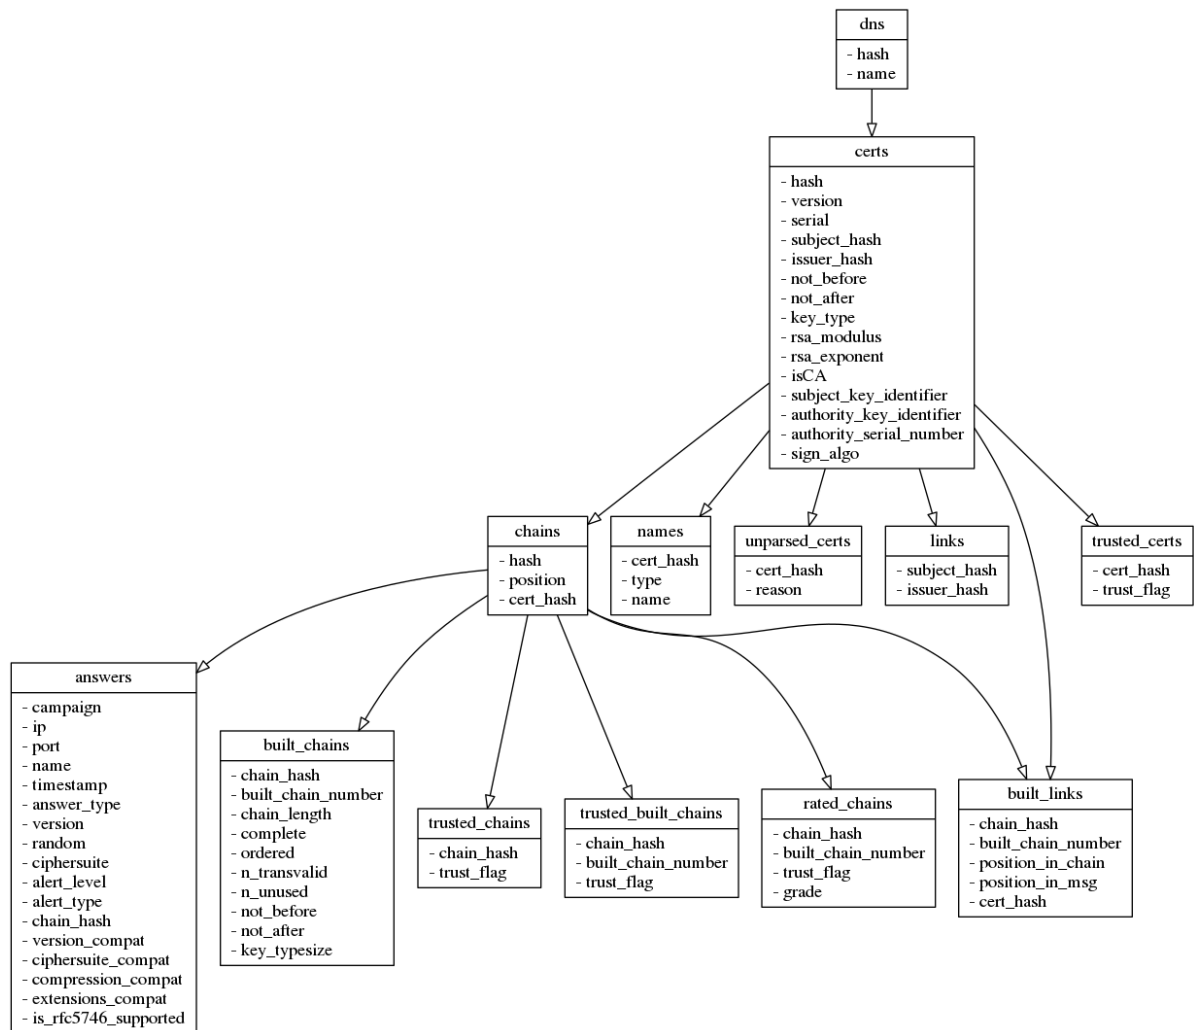 dns
- hash
- name
certs
- hash
- version
- serial
- subject_hash
- issuer_hash
- not_before
- not_after
- key_type
- rsa_modulus
- rsa_exponent
- isCA
- subject_key_identifier
- authority_key_identifier
- authority_serial_number
- sign_algo
chains
- hash
- position
- cert_hash
names
- cert_hash
- type
- name
unparsed_certs
- cert_hash
- reason
links
- subject_hash
- issuer_hash
trusted_certs
- cert_hash
- trust_flag
answers
- campaign
- ip
- port
- name
- timestamp
- answer_type
- version
- random
- ciphersuite
- alert_level
- alert_type
- chain_hash
- version_compat
- ciphersuite_compat
- compression_compat
- extensions_compat
- is_rfc5746_supported
built_chains
- chain_hash
- built_chain_number
- chain_length
- complete
- ordered
- n_transvalid
- n_unused
- not_before
- not_after
- key_typesize
trusted_chains
- chain_hash
- trust_flag
trusted_built_chains
- chain_hash
- built_chain_number
- trust_flag
rated_chains
- chain_hash
- built_chain_number
- trust_flag
- grade
built_links
- chain_hash
- built_chain_number
- position_in_chain
- position_in_msg
- cert_hash